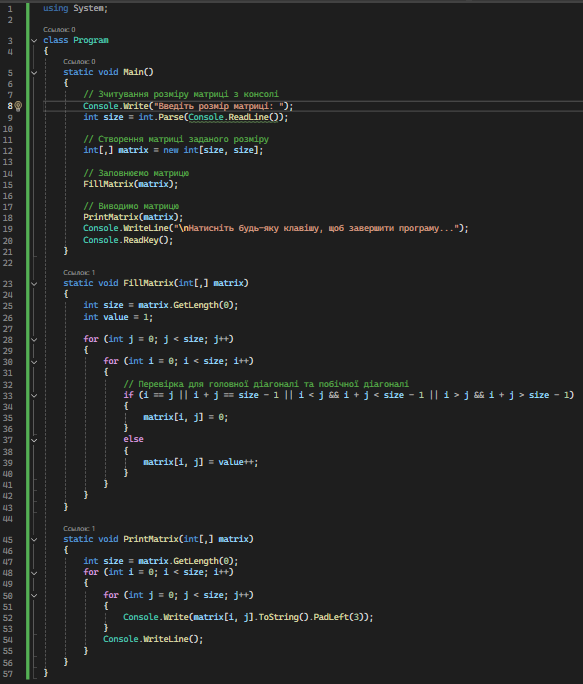 1 using System;
2
Ссылок: 0
3 class Program
4 {
Ссылок: 0
5 static void Main()
6 {
7 // Зчитування розміру матриці з консолі
8 Console.Write("Введіть розмір матриці: ");
9 int size = int.Parse(Console.ReadLine());
10
11 // Створення матриці заданого розміру
12 int[,] matrix = new int[size, size];
13
14 // Заповнюємо матрицю
15 FillMatrix(matrix);
16
17 // Виводимо матрицю
18 PrintMatrix(matrix);
19 Console.WriteLine("\nНатисніть будь-яку клавішу, щоб завершити програму...");
20 Console.ReadKey();
21 }
22
Ссылок: 1
23 static void FillMatrix(int[,] matrix)
24 {
25 int size = matrix.GetLength(0);
26 int value = 1;
27
28 for (int j = 0; j < size; j++)
29 {
30 for (int i = 0; i < size; i++)
31 {
32 // Перевірка для головної діагоналі та побічної діагоналі
33 if (i == j || i + j == size - 1 || i < j && i + j < size - 1 || i > j && i + j > size - 1)
34 {
35 matrix[i, j] = 0;
36 }
37 else
38 {
39 matrix[i, j] = value++;
40 }
41 }
42 }
43 }
44
Ссылок: 1
45 static void PrintMatrix(int[,] matrix)
46 {
47 int size = matrix.GetLength(0);
48 for (int i = 0; i < size; i++)
49 {
50 for (int j = 0; j < size; j++)
51 {
52 Console.Write(matrix[i, j].ToString().PadLeft(3));
53 }
54 Console.WriteLine();
55 }
56 }
57 }